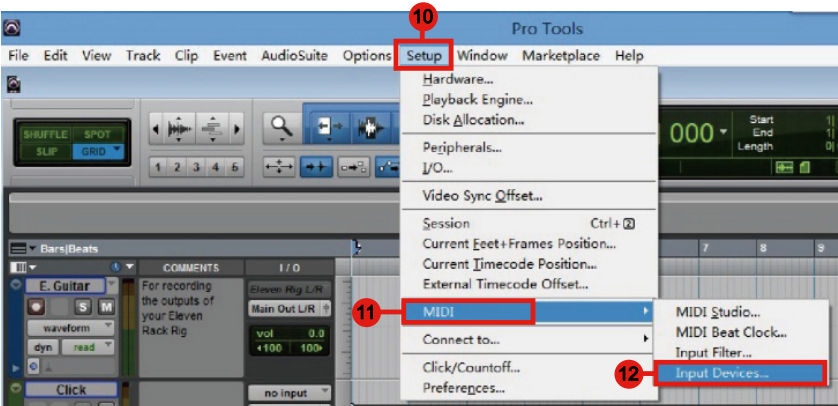 10
Pro Tools
File Edit View Track Clip Event AudioSuite Options Setup Window Marketplace Help
Hardware...
Playback Engine...
Disk Allocation...
Peripherals...
I/O...
Video Sync Offset...
Session Ctrl+2
Current Feet+Frames Position...
Current Timecode Position...
External Timecode Offset...
11
MIDI
Connect to...
Click/Countoff...
Preferences...
MIDI Studio...
MIDI Beat Clock...
Input Filter...
12
Input Devices...
SHUFFLE SPOT
SLIP GRID
1 2 3 4 5
000
Start
End
Length
Bars|Beats
7 8 9
COMMENTS I / O
E. Guitar
S M
waveform
dyn read
For recording
the outputs of
your Eleven
Rack Rig
Eleven Rig L/R
Main Out L/R
vol 0.0
100 100
Click
no input